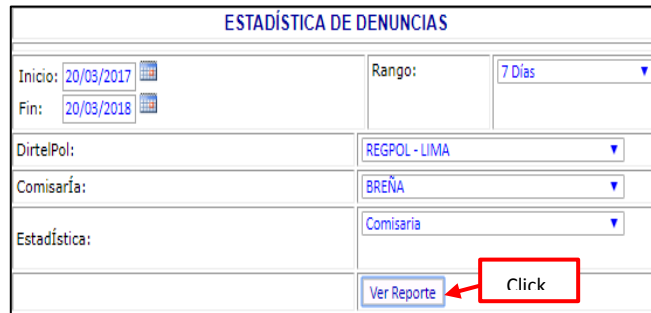 ESTADÍSTICA DE DENUNCIAS
Inicio: 20/03/2017 Rango: 7 Días
Fin: 20/03/2018
DirtelPol: REGPOL - LIMA
Comisaría: BREÑA
Estadística: Comisaria
Ver Reporte Click